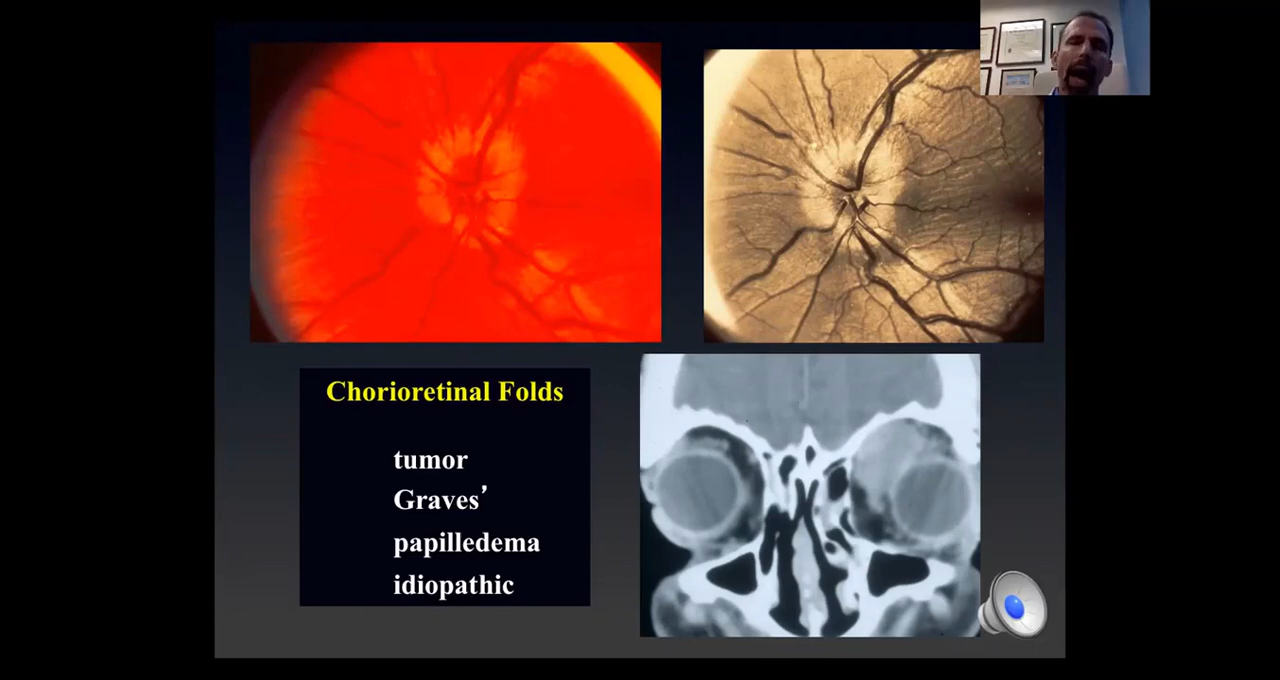 Chorioretinal Folds
tumor
Graves’
papilledema
idiopathic